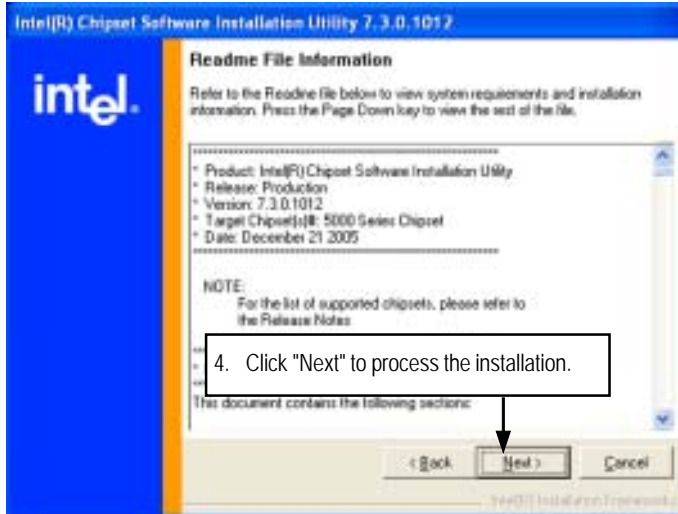 Intel(R) Chipset Software Installation Utility 7.3.0.1012
intel.
Readme File Information
Refer to the Readme file below to view system requirements and installation
information. Press the Page Down key to view the rest of the file.
************************************************************
* Product: Intel(R) Chipset Software Installation Utility
* Release: Production
* Version: 7.3.0.1012
* Target Chipset(s)#: 5000 Series Chipset
* Date: December 21 2005
************************************************************
NOTE:
For the list of supported chipsets, please refer to
the Release Notes
4. Click "Next" to process the installation.
This document contains the following sections:
< Back
Next >
Cancel
Intel(R) Installation Framework